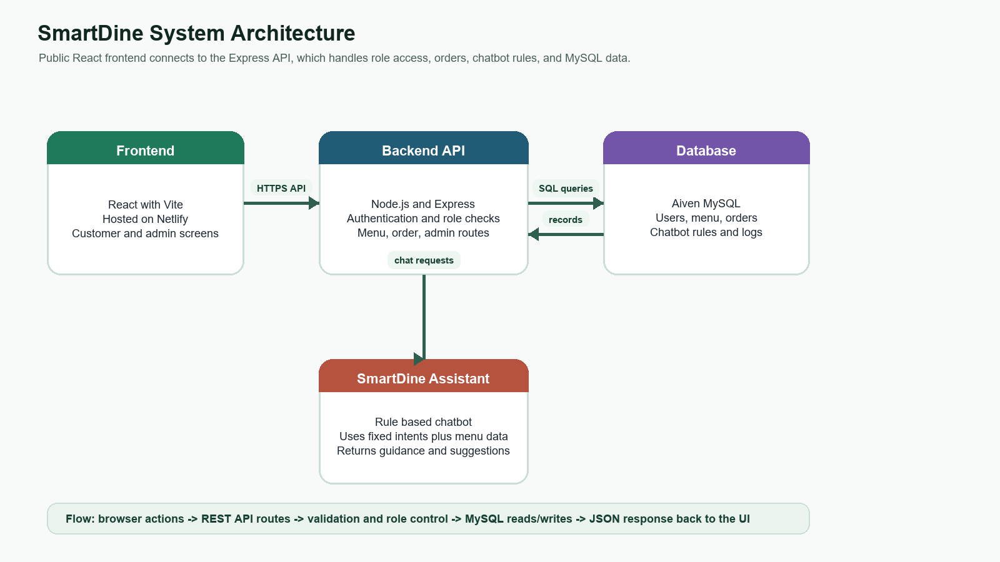 SmartDine System Architecture
Public React frontend connects to the Express API, which handles role access, orders, chatbot rules, and MySQL data.
Frontend
React with Vite
Hosted on Netlify
Customer and admin screens
HTTPS API
Backend API
Node.js and Express
Authentication and role checks
Menu, order, admin routes
chat requests
SQL queries
records
Database
Aiven MySQL
Users, menu, orders
Chatbot rules and logs
SmartDine Assistant
Rule based chatbot
Uses fixed intents plus menu data
Returns guidance and suggestions
Flow: browser actions -> REST API routes -> validation and role control -> MySQL reads/writes -> JSON response back to the UI